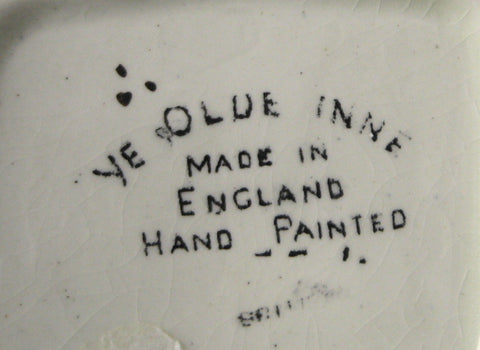 YE OLDE INNE
MADE IN
ENGLAND
HAND PAINTED